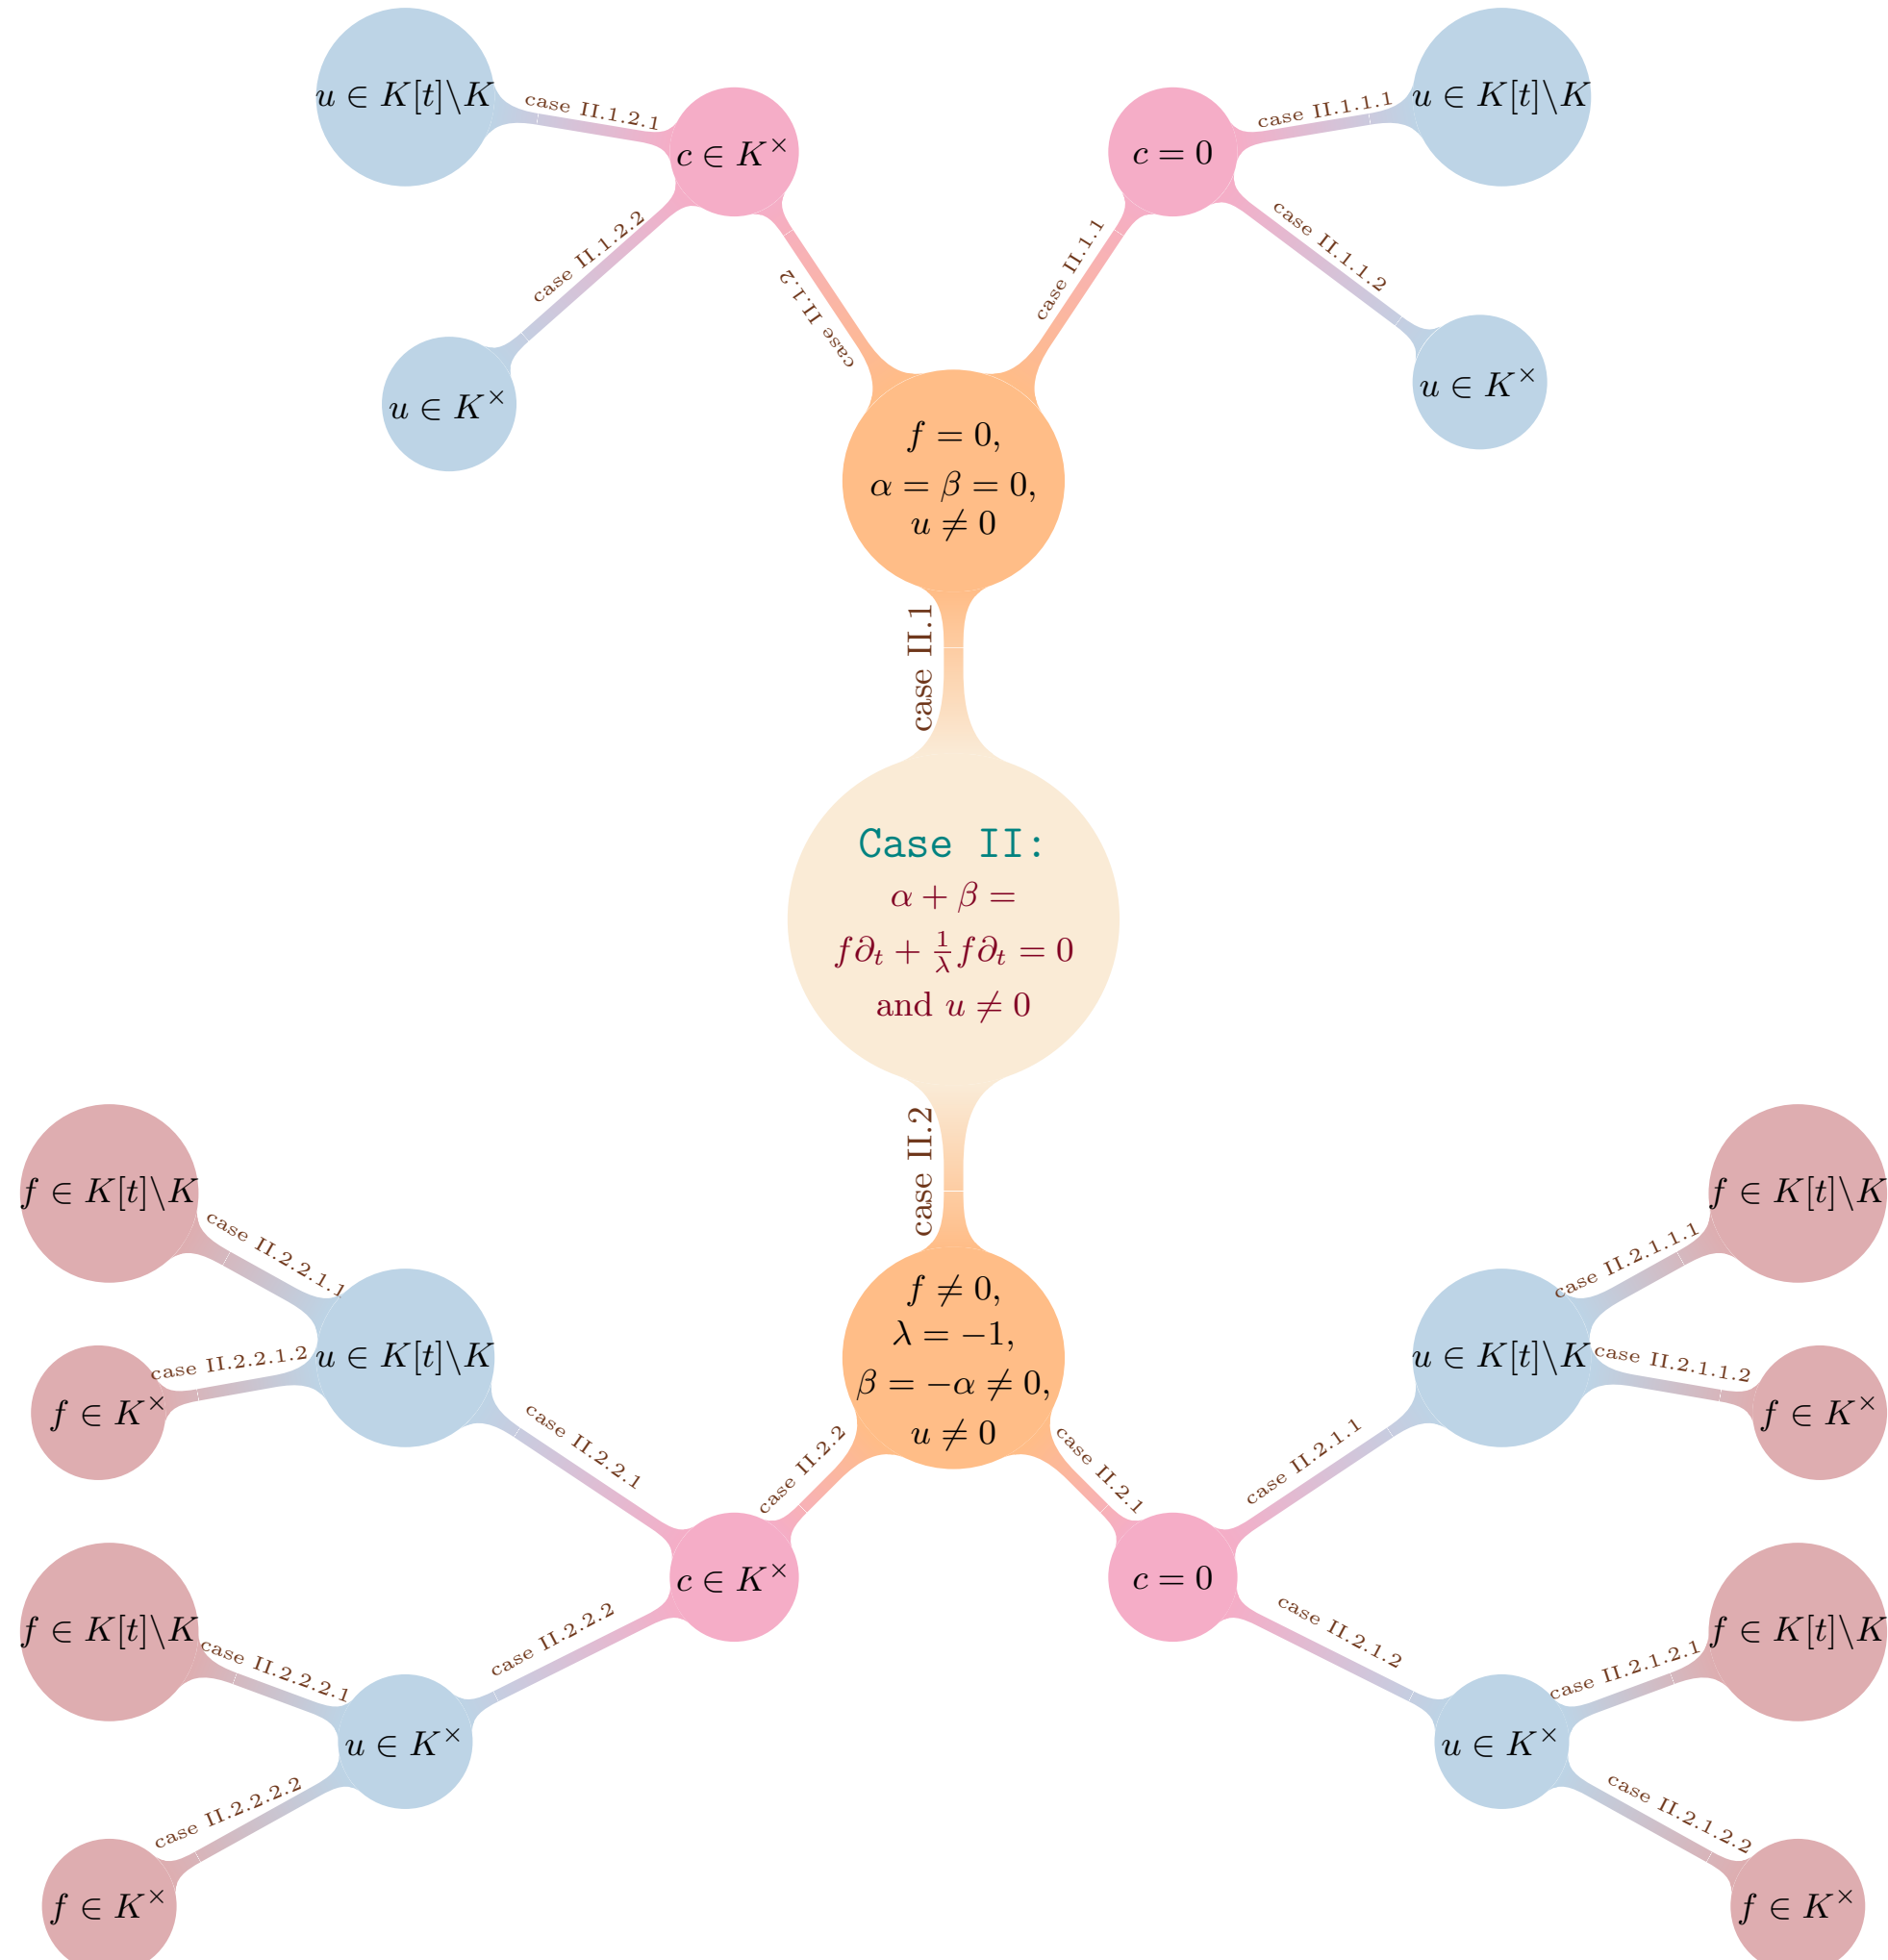 u ∈ K[t]\K
case II.1.2.1
c ∈ K^×
c = 0
case II.1.1.1
u ∈ K[t]\K
case II.1.2.2
case II.1.2
case II.1.1
case II.1.1.2
u ∈ K^×
u ∈ K^×
f = 0,
α = β = 0,
u ≠ 0
case II.1
Case II:
α + β =
f∂_t + \frac{1}{λ}f∂_t = 0
and u ≠ 0
case II.2
f ∈ K[t]\K
case II.2.2.1.1
case II.2.1.1.1
f ∈ K[t]\K
f ∈ K^×
case II.2.2.1.2
u ∈ K[t]\K
f ≠ 0,
λ = −1,
β = −α ≠ 0,
u ≠ 0
u ∈ K[t]\K
case II.2.1.1.2
f ∈ K^×
case II.2.2.1
case II.2.2
case II.2.1
case II.2.1.1
c ∈ K^×
c = 0
f ∈ K[t]\K
case II.2.2.2.1
case II.2.2.2
case II.2.1.2
case II.2.1.2.1
f ∈ K[t]\K
u ∈ K^×
u ∈ K^×
case II.2.2.2.2
case II.2.1.2.2
f ∈ K^×
f ∈ K^×